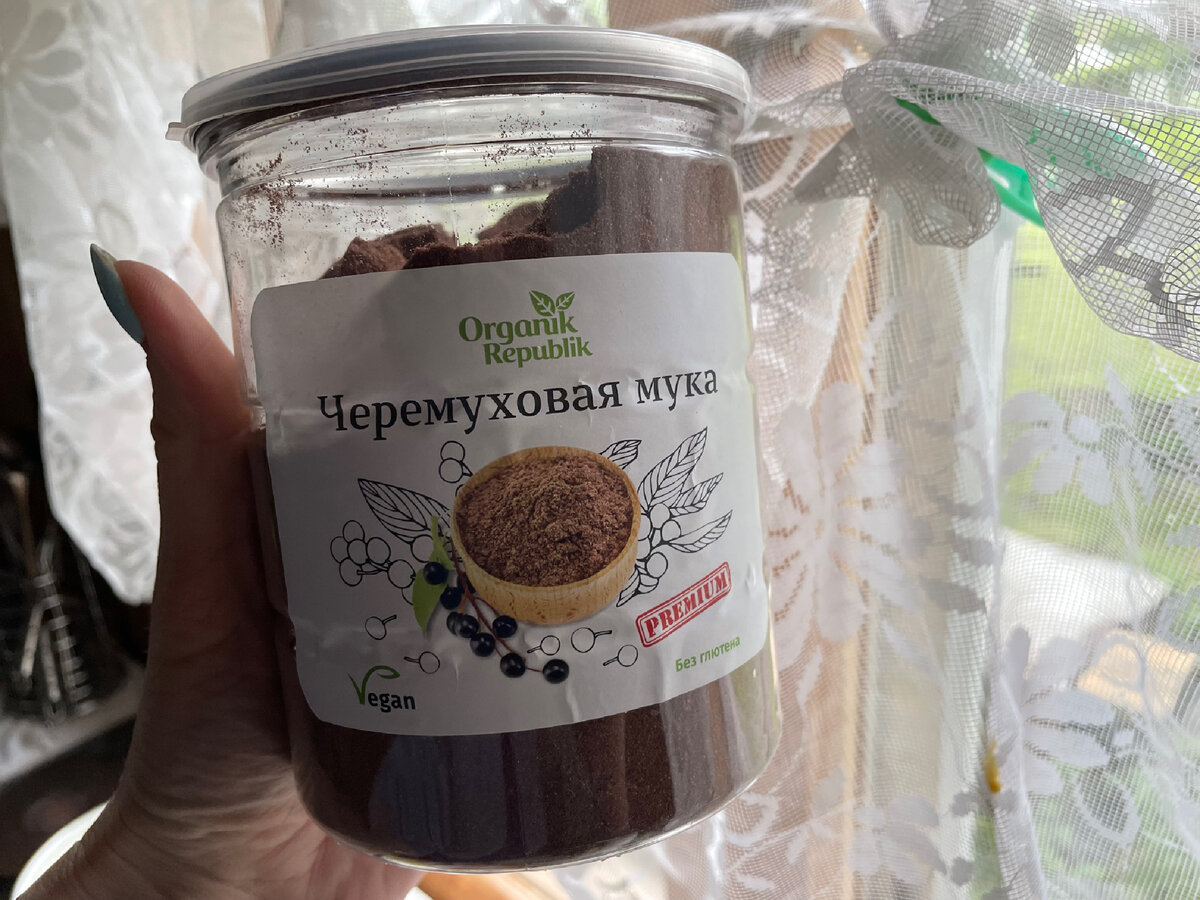 Organik
Republik
Черемуховая мука
PREMIUM
Без глютена
Vegan